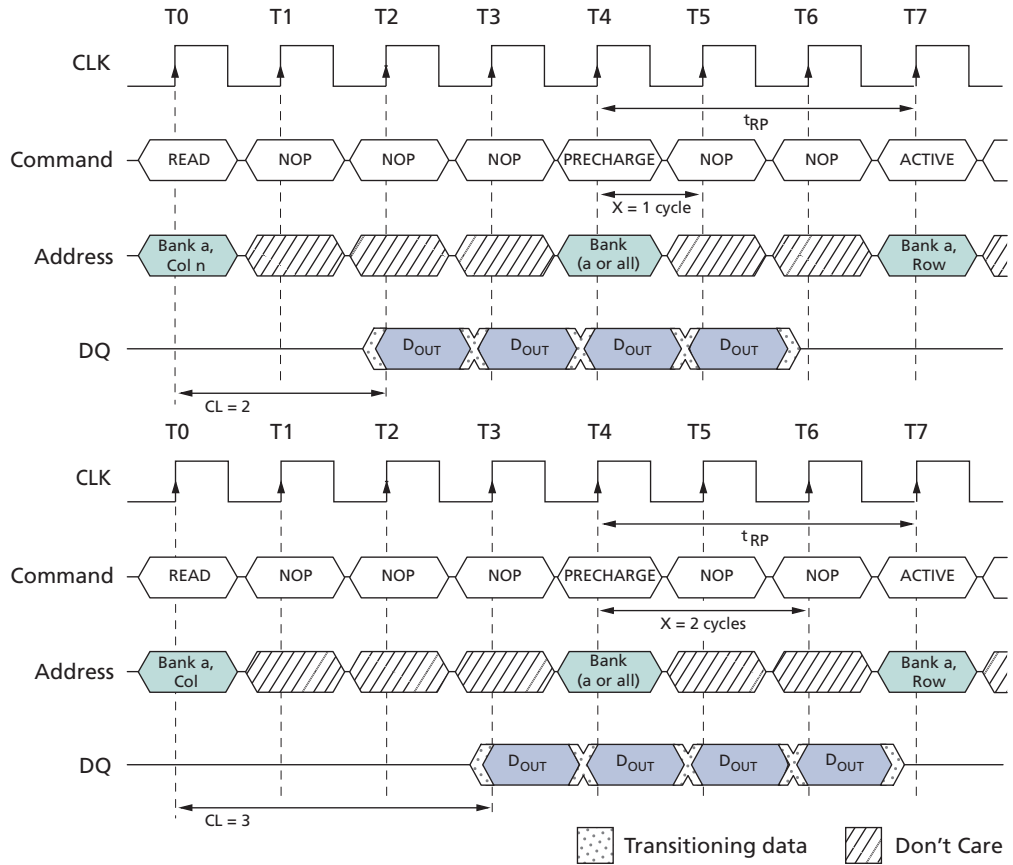 T0 T1 T2 T3 T4 T5 T6 T7
CLK
tRP
Command READ NOP NOP NOP PRECHARGE NOP NOP ACTIVE
X = 1 cycle
Address Bank a, Col n Bank (a or all) Bank a, Row
DQ DOUT DOUT DOUT DOUT
CL = 2
T0 T1 T2 T3 T4 T5 T6 T7
CLK
tRP
Command READ NOP NOP NOP PRECHARGE NOP NOP ACTIVE
X = 2 cycles
Address Bank a, Col Bank (a or all) Bank a, Row
DQ DOUT DOUT DOUT DOUT
CL = 3
Transitioning data Don't Care